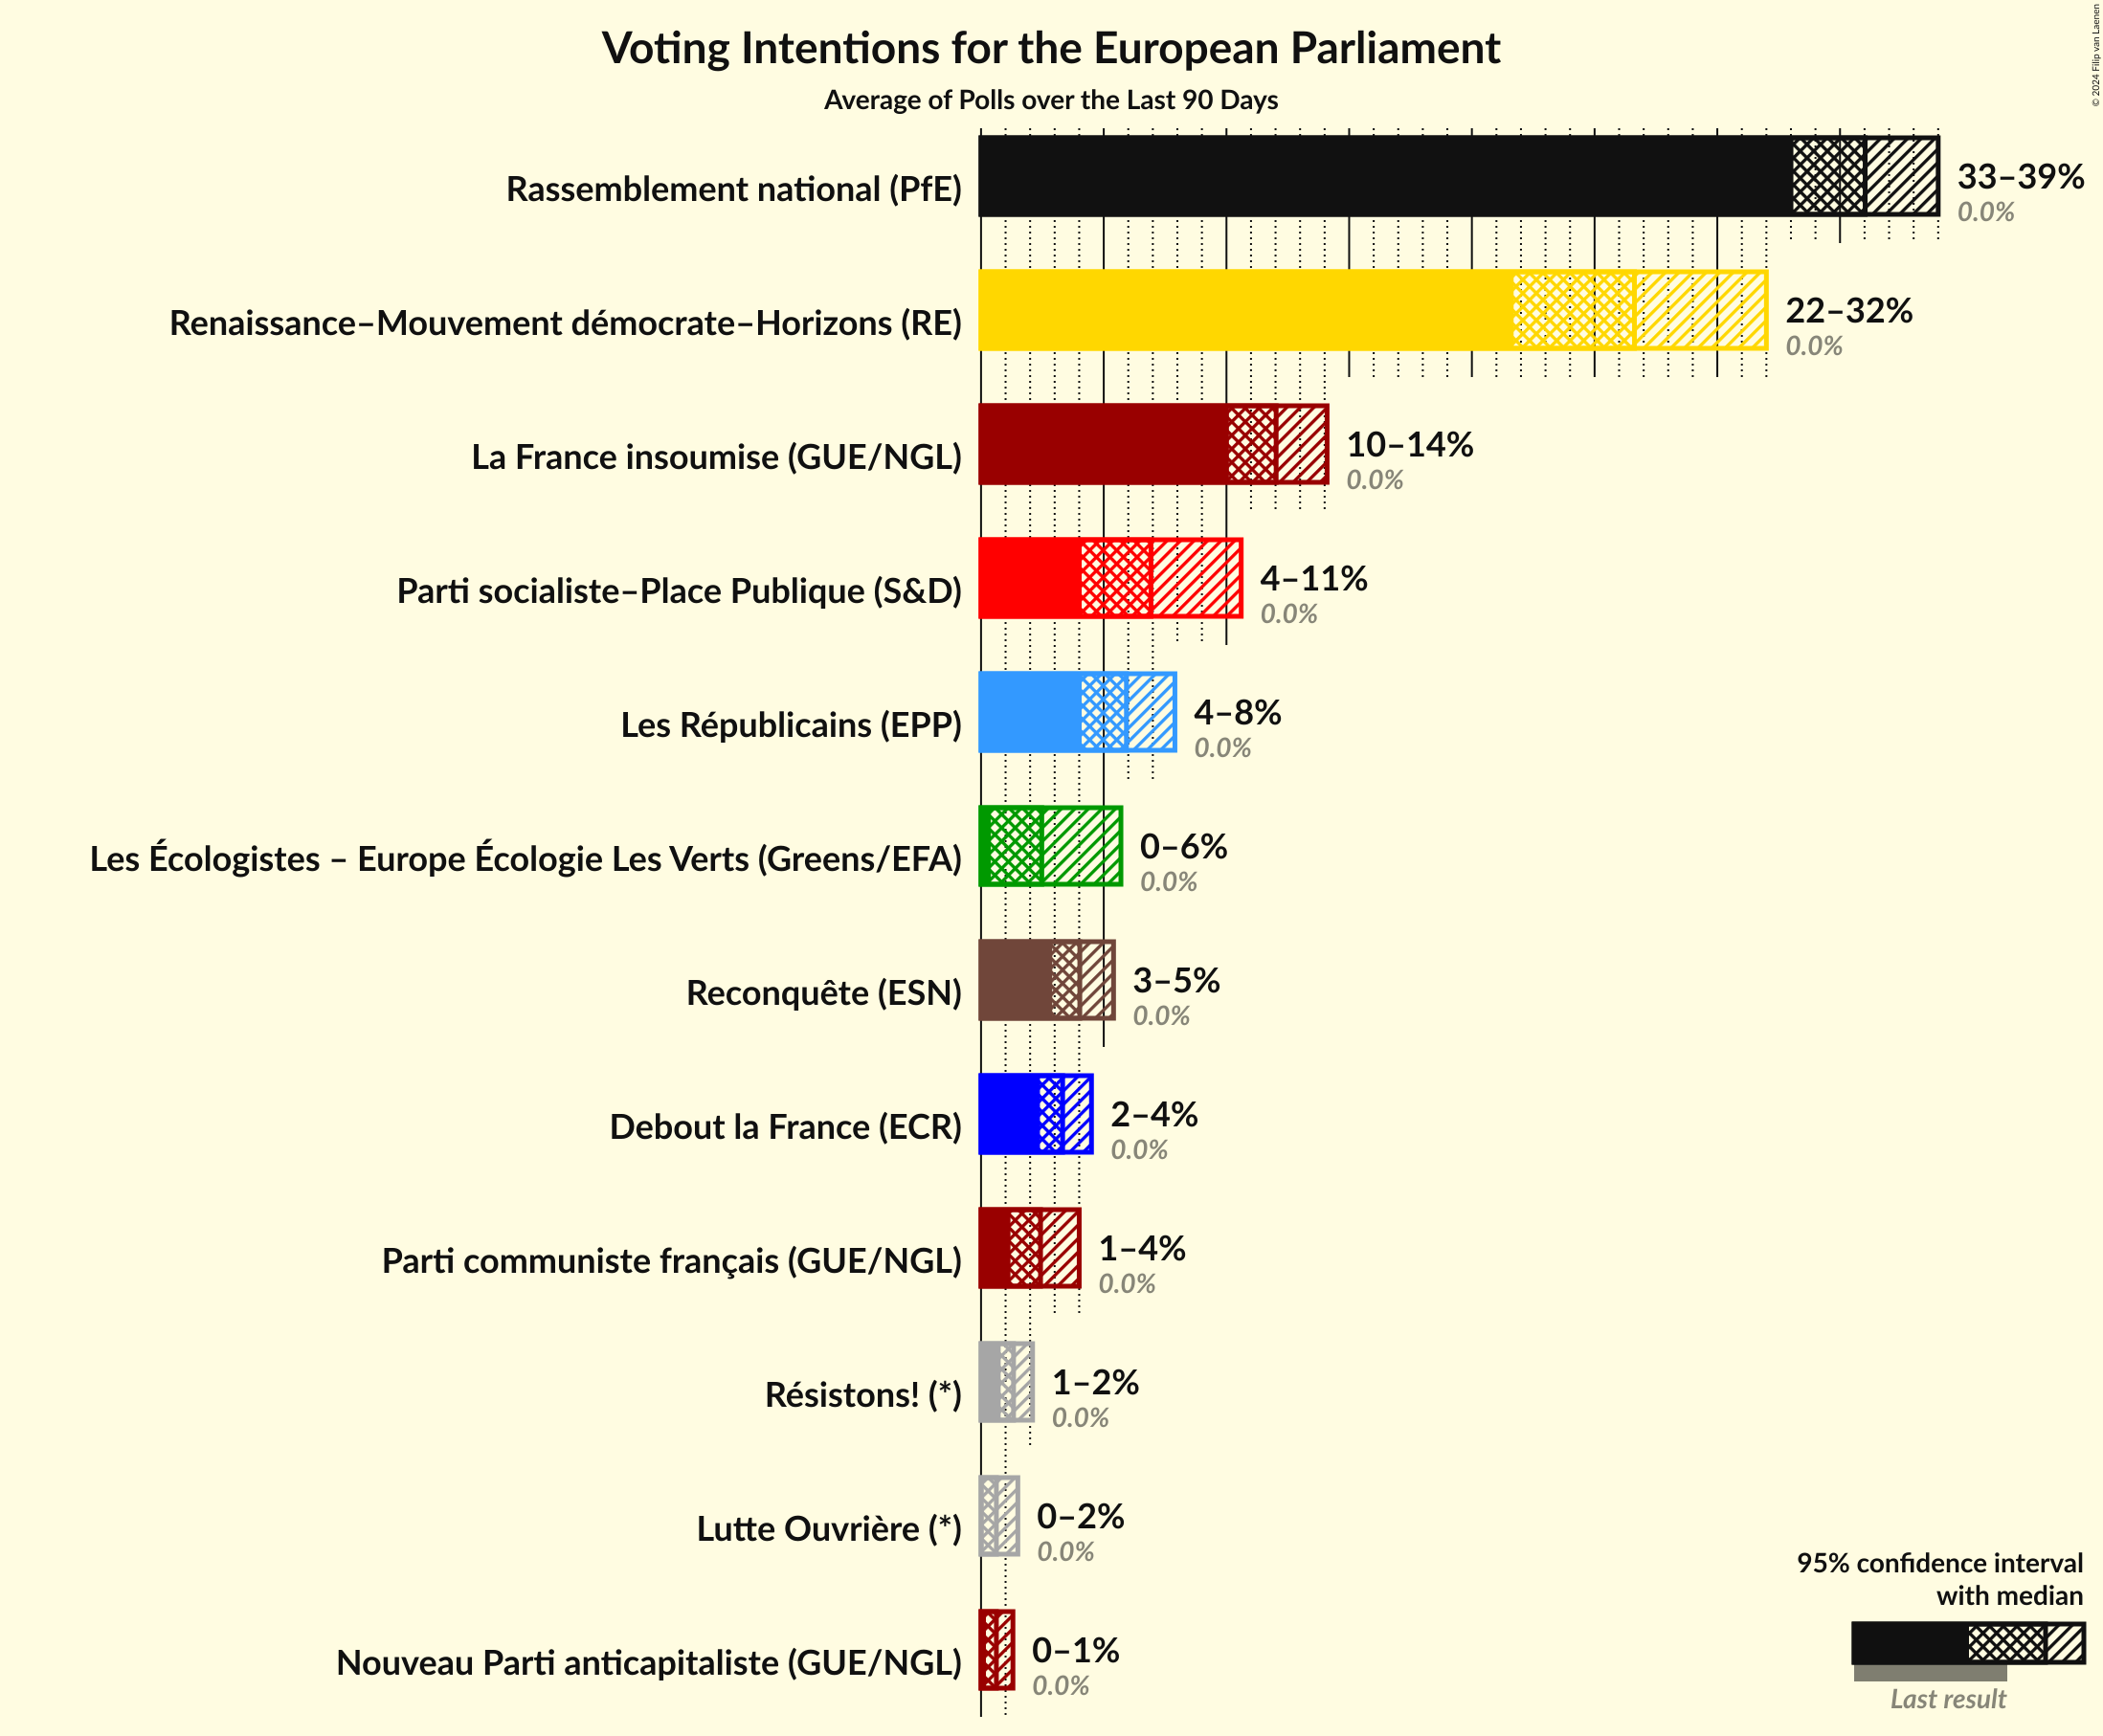 Voting Intentions for the European Parliament
Average of Polls over the Last 90 Days
© 2024 Filip van Laenen
Rassemblement national (PfE)
33–39%
0.0%
Renaissance–Mouvement démocrate–Horizons (RE)
22–32%
0.0%
La France insoumise (GUE/NGL)
10–14%
0.0%
Parti socialiste–Place Publique (S&D)
4–11%
0.0%
Les Républicains (EPP)
4–8%
0.0%
Les Écologistes – Europe Écologie Les Verts (Greens/EFA)
0–6%
0.0%
Reconquête (ESN)
3–5%
0.0%
Debout la France (ECR)
2–4%
0.0%
Parti communiste français (GUE/NGL)
1–4%
0.0%
Résistons! (*)
1–2%
0.0%
Lutte Ouvrière (*)
0–2%
0.0%
Nouveau Parti anticapitaliste (GUE/NGL)
0–1%
0.0%
95% confidence interval
with median
Last result